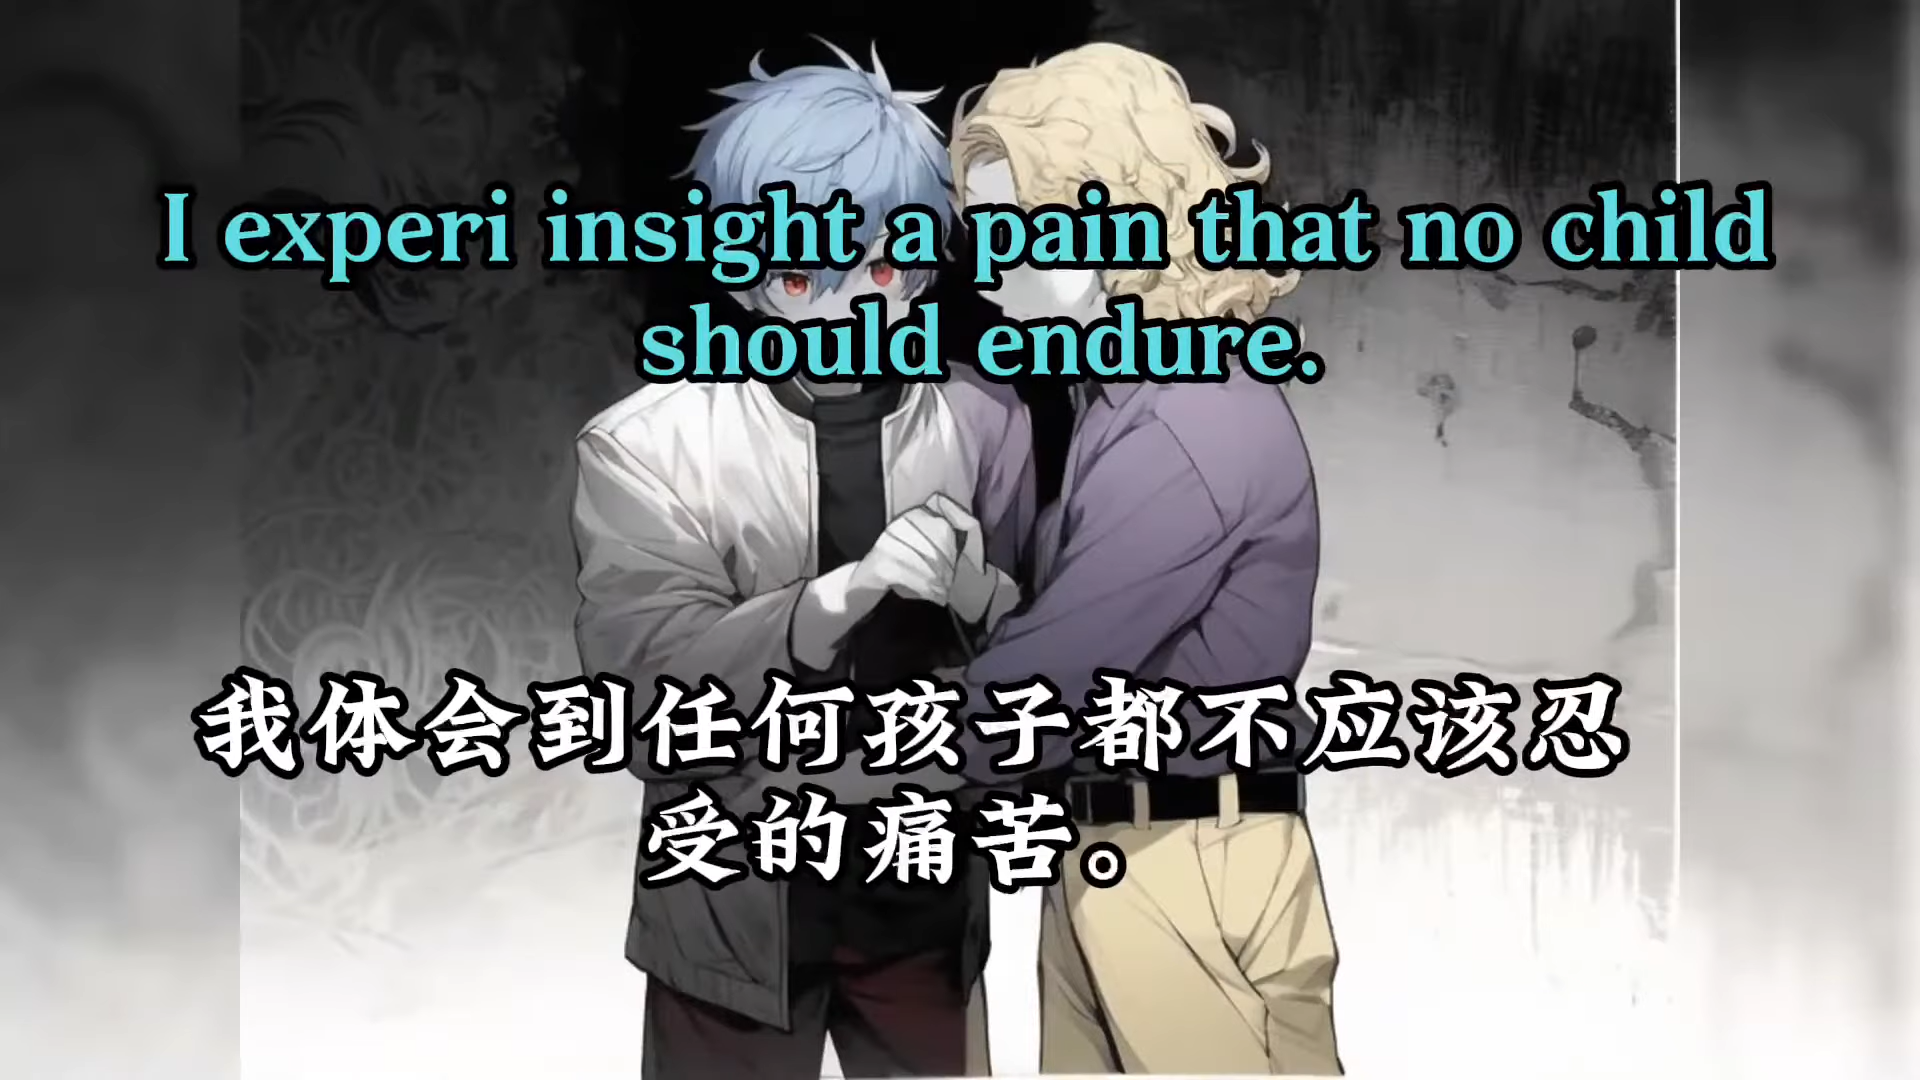 I experi insight a pain that no child
should endure.
我体会到任何孩子都不应该忍
受的痛苦。